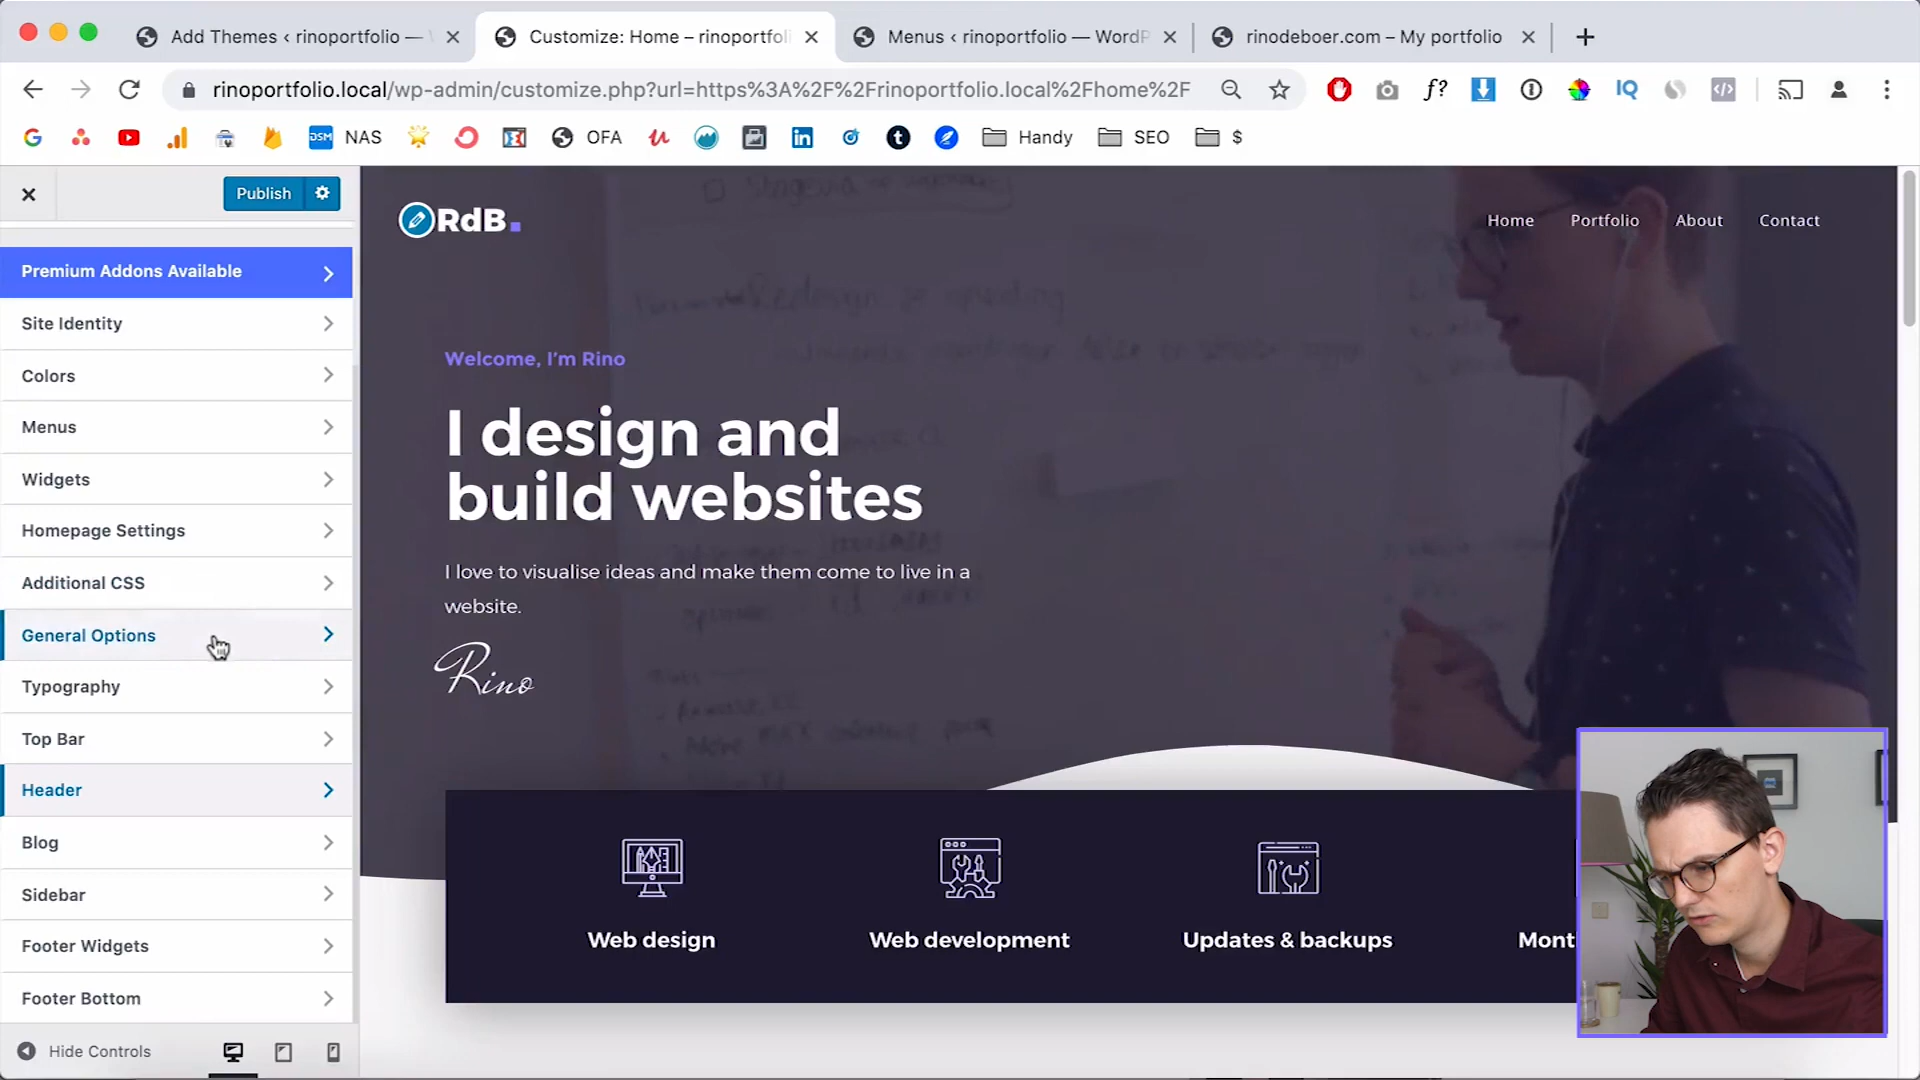 Add Themes ‹ rinoportfolio —
Customize: Home – rinoportfoli
Menus ‹ rinoportfolio — WordP
rinodeboer.com – My portfolio
rinoportfolio.local/wp-admin/customize.php?url=https%3A%2F%2Frinoportfolio.local%2Fhome%2F
f?
IQ
DSM
NAS
OFA
Handy
SEO
$
Publish
Premium Addons Available
Site Identity
Colors
Menus
Widgets
Homepage Settings
Additional CSS
General Options
Typography
Top Bar
Header
Blog
Sidebar
Footer Widgets
Footer Bottom
Hide Controls
RdB.
Home
Portfolio
About
Contact
Welcome, I'm Rino
I design and
build websites
I love to visualise ideas and make them come to live in a
website.
Rino
Web design
Web development
Updates & backups
Mont